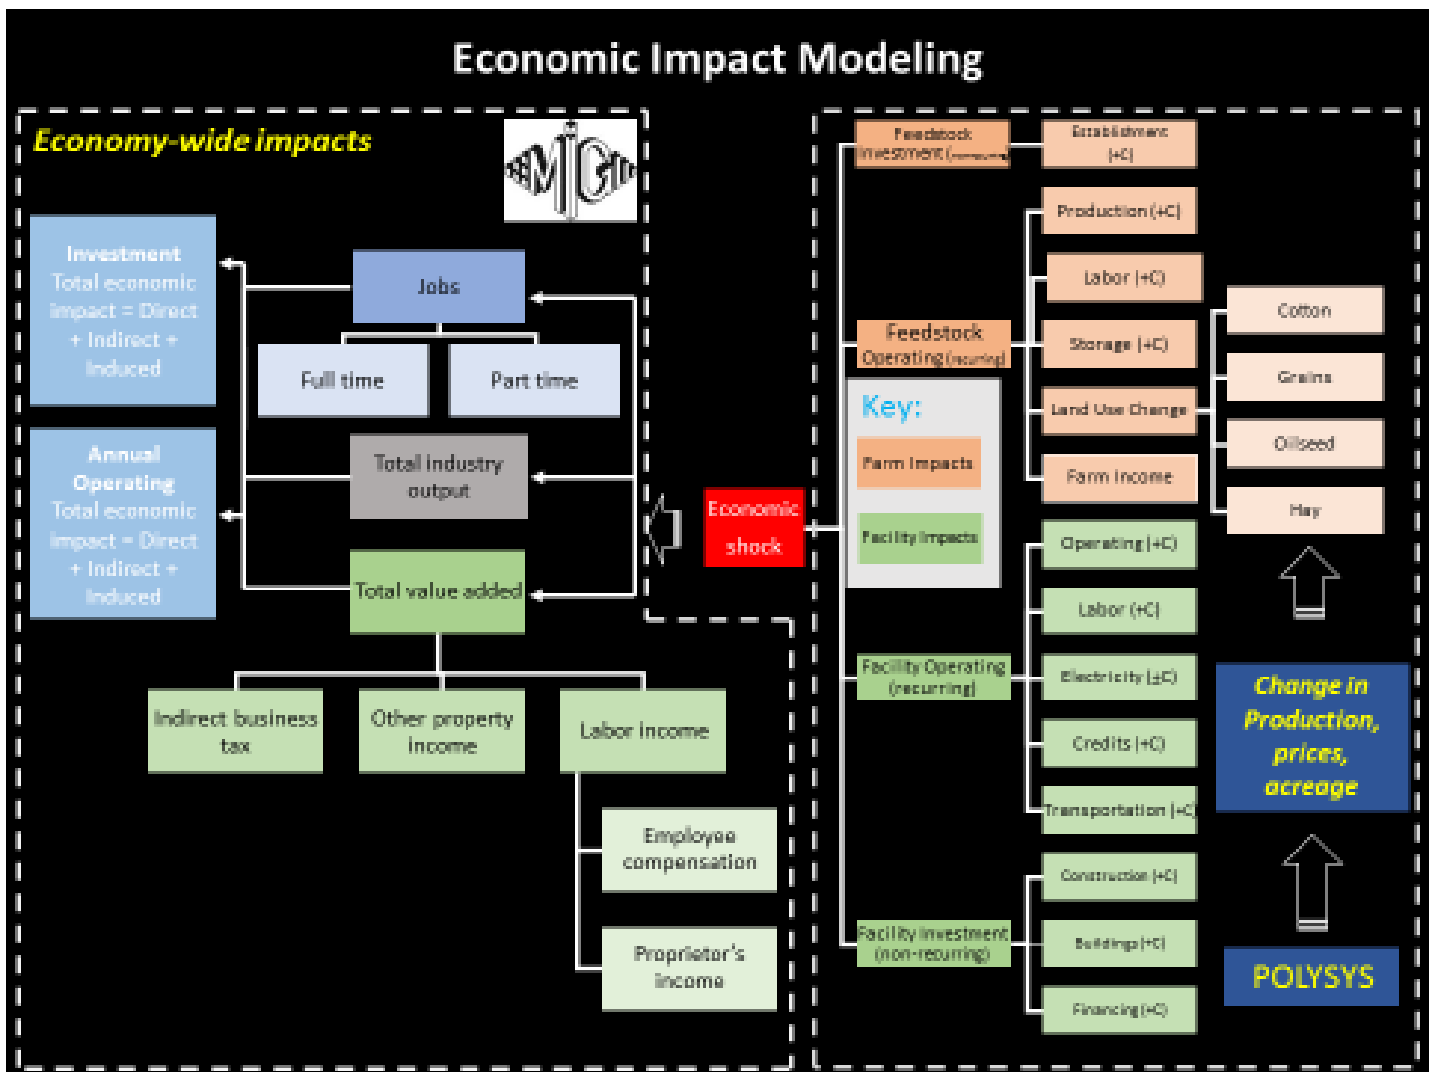 Economic Impact Modeling
Economy-wide impacts
Investment
Total economic
impact = Direct
+ Indirect +
Induced
Annual
Operating
Total economic
impact = Direct
+ Indirect +
Induced
Jobs
Full time
Part time
Total industry
output
Total value added
Indirect business
tax
Other property
income
Labor income
Employee
compensation
Proprietor's
income
Economic
shock
Feedstock
Investment (non-recurring)
Establishment
(+C)
Production (+C)
Labor (+C)
Feedstock
Operating (recurring)
Storage (+C)
Land Use Change
Farm Income
Cotton
Grains
Oilseed
Hay
Key:
Farm Impacts
Facility Impacts
Operating (+C)
Labor (+C)
Facility Operating
(recurring)
Electricity (±C)
Credits (+C)
Transportation (+C)
Facility Investment
(non-recurring)
Construction (+C)
Buildings (+C)
Financing (+C)
Change in
Production,
prices,
acreage
POLYSYS